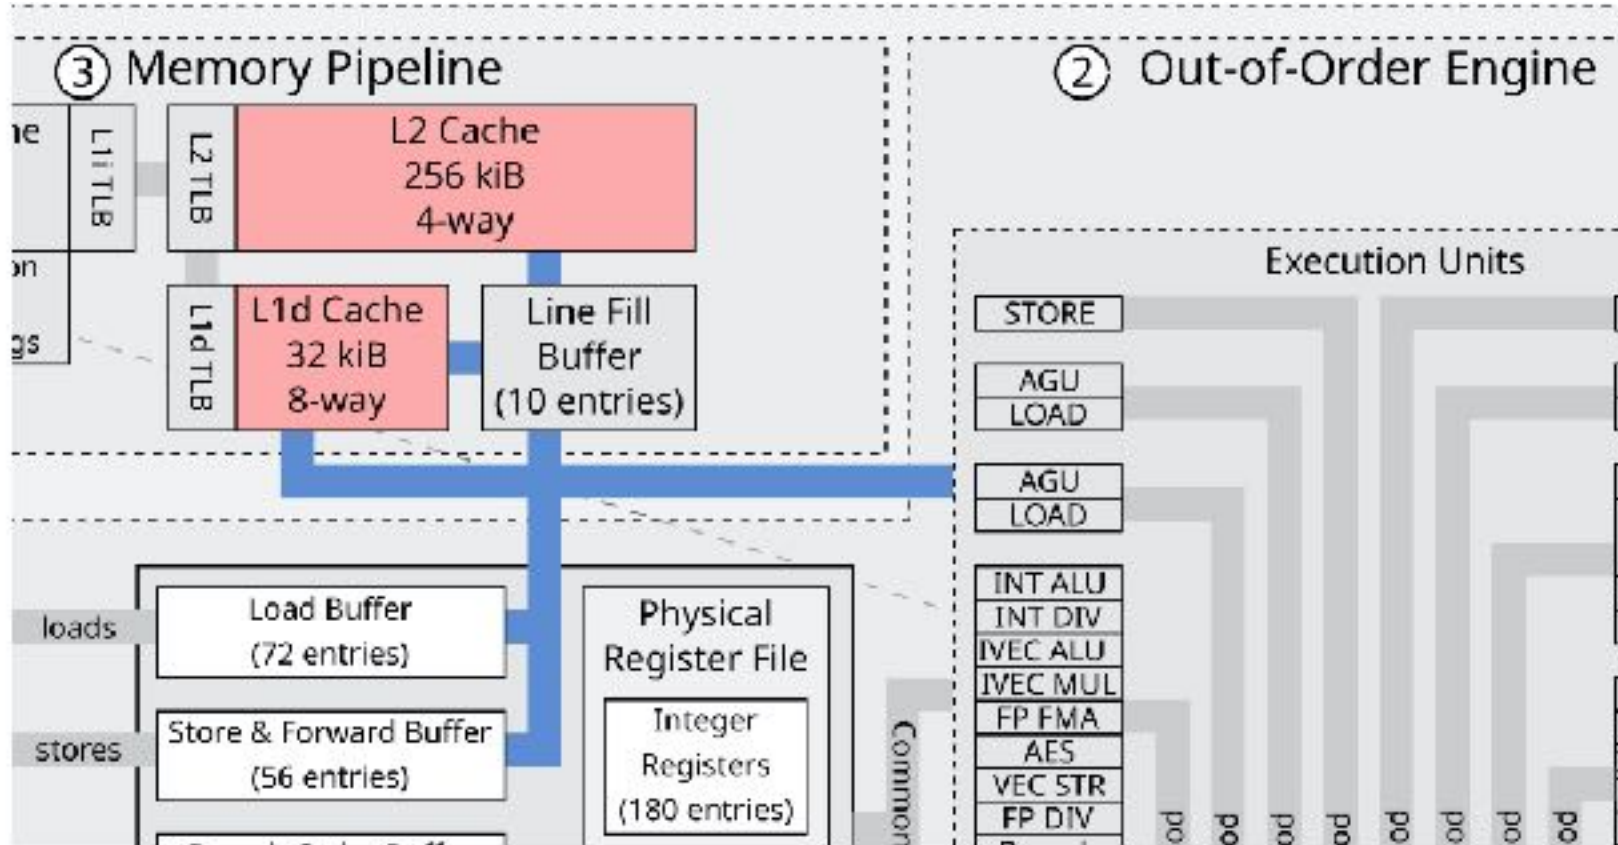 3 Memory Pipeline
L1i TLB
L2 TLB
L2 Cache
256 kiB
4-way
L1d TLB
L1d Cache
32 kiB
8-way
Line Fill
Buffer
(10 entries)
loads
Load Buffer
(72 entries)
stores
Store & Forward Buffer
(56 entries)
Physical
Register File
Integer
Registers
(180 entries)
Common
2 Out-of-Order Engine
Execution Units
STORE
AGU
LOAD
AGU
LOAD
INT ALU
INT DIV
IVEC ALU
IVEC MUL
FP FMA
AES
VEC STR
FP DIV